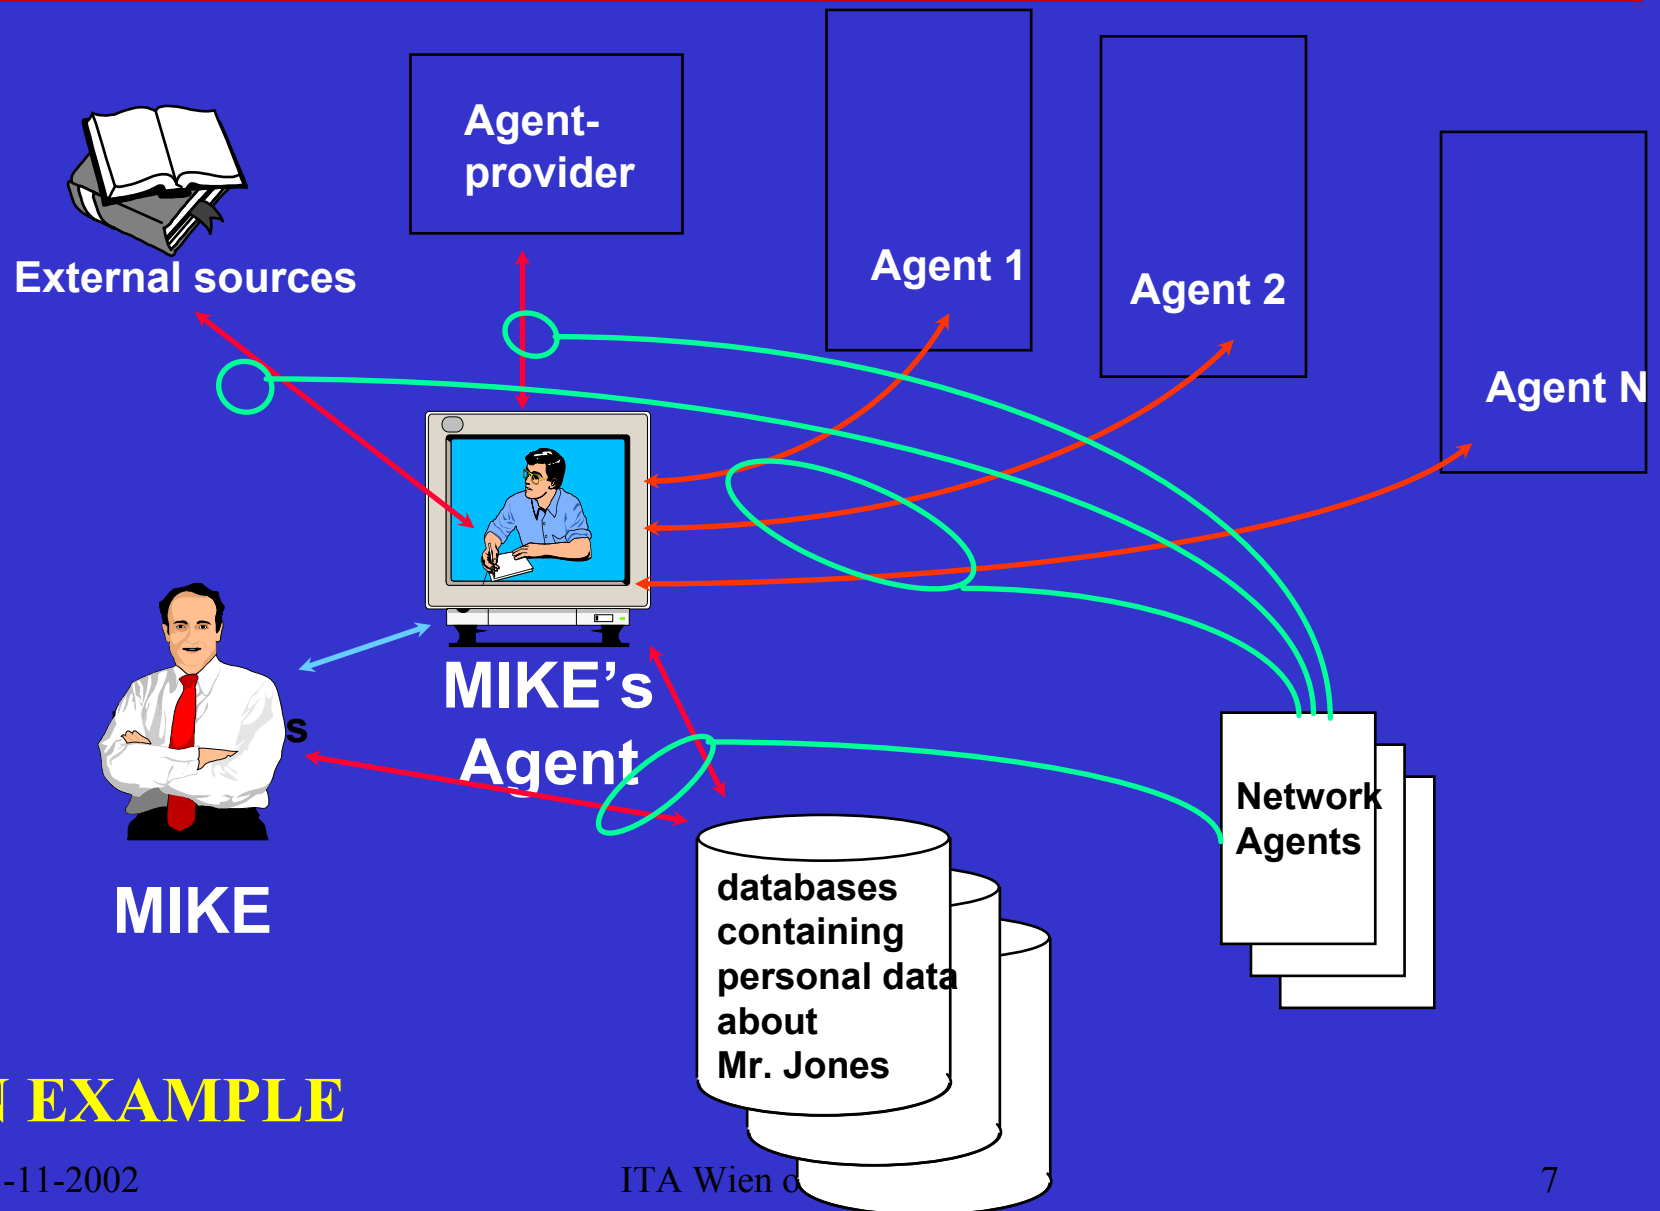 Agent-
provider
External sources
Agent 1
Agent 2
Agent N
MIKE's
Agent
s
MIKE
Network
Agents
databases
containing
personal data
about
Mr. Jones
N EXAMPLE
-11-2002
ITA Wien o
7